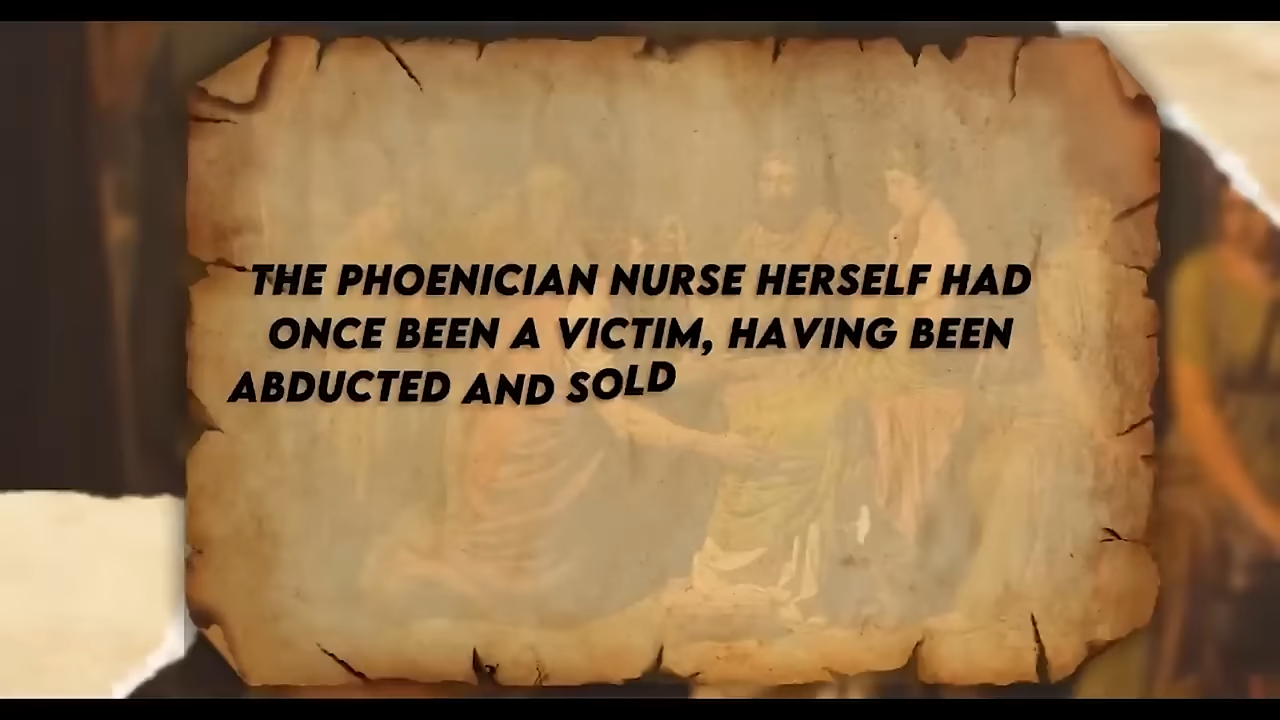 THE PHOENICIAN NURSE HERSELF HAD
ONCE BEEN A VICTIM, HAVING BEEN
ABDUCTED AND SOLD